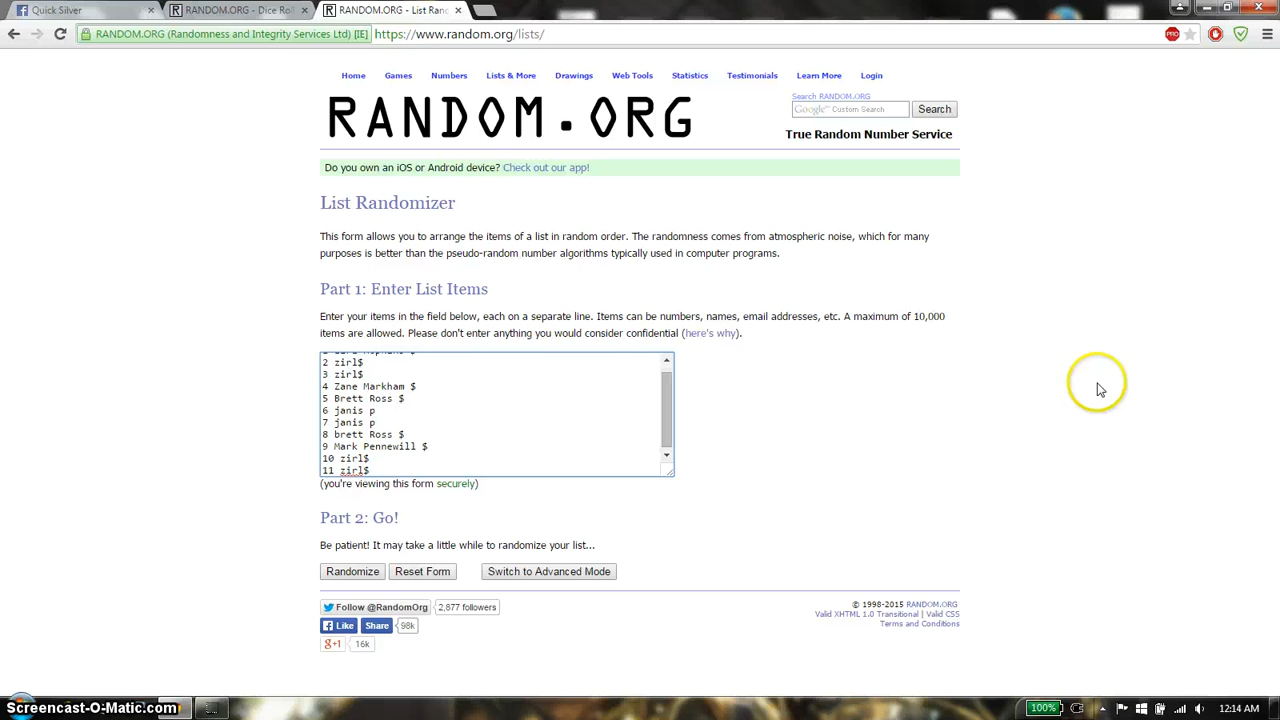 Quick Silver
RANDOM.ORG - Dice Roll
RANDOM.ORG - List Ran
RANDOM.ORG (Randomness and Integrity Services Ltd) [IE]
https://www.random.org/lists/
PRO
Home Games Numbers Lists & More Drawings Web Tools Statistics Testimonials Learn More Login
RANDOM.ORG
Search RANDOM.ORG
Google™ Custom Search
Search
True Random Number Service
Do you own an iOS or Android device? Check out our app!
List Randomizer
This form allows you to arrange the items of a list in random order. The randomness comes from atmospheric noise, which for many
purposes is better than the pseudo-random number algorithms typically used in computer programs.
Part 1: Enter List Items
Enter your items in the field below, each on a separate line. Items can be numbers, names, email addresses, etc. A maximum of 10,000
items are allowed. Please don't enter anything you would consider confidential (here's why).
2 zirl$
3 zirl$
4 Zane Markham $
5 Brett Ross $
6 janis p
7 janis p
8 brett Ross $
9 Mark Pennewill $
10 zirl$
11 zirl$
(you're viewing this form securely)
Part 2: Go!
Be patient! It may take a little while to randomize your list...
Randomize Reset Form Switch to Advanced Mode
Follow @RandomOrg 2,877 followers
Like Share 98k
g+1 16k
© 1998-2015 RANDOM.ORG
Valid XHTML 1.0 Transitional | Valid CSS
Terms and Conditions
Screencast-O-Matic.com
100%
12:14 AM